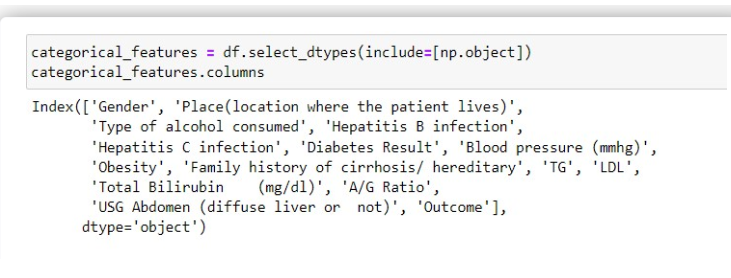 categorical_features = df.select_dtypes(include=[np.object])
categorical_features.columns
Index(['Gender', 'Place(location where the patient lives)',
'Type of alcohol consumed', 'Hepatitis B infection',
'Hepatitis C infection', 'Diabetes Result', 'Blood pressure (mmhg)',
'Obesity', 'Family history of cirrhosis/ hereditary', 'TG', 'LDL',
'Total Bilirubin    (mg/dl)', 'A/G Ratio',
'USG Abdomen (diffuse liver or  not)', 'Outcome'],
dtype='object')